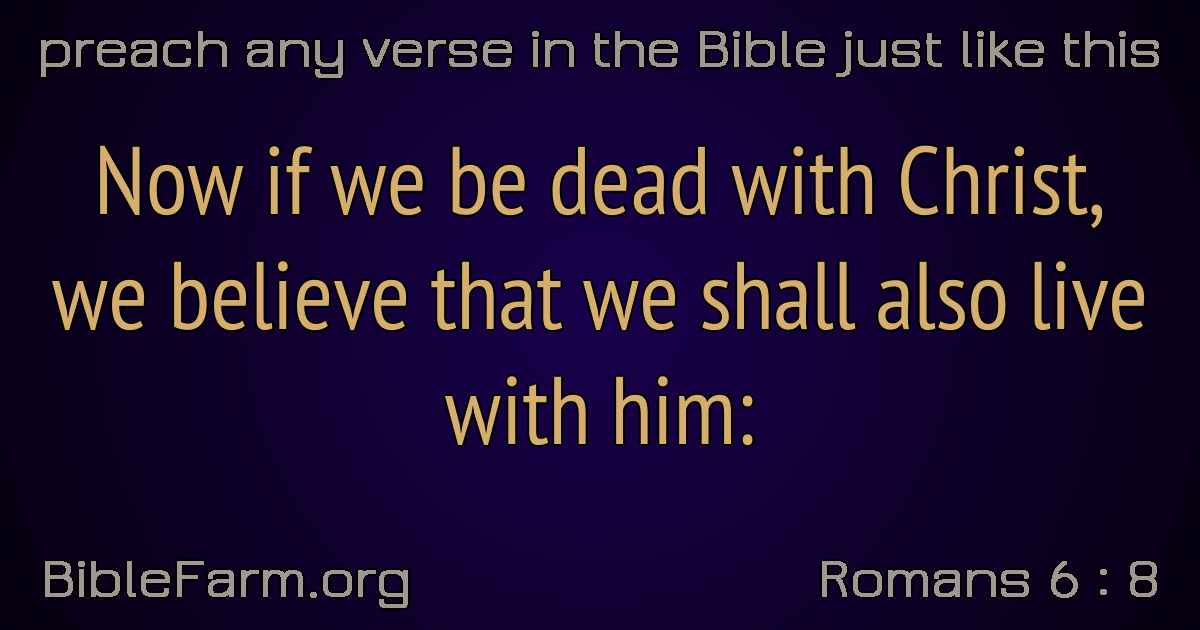 preach any verse in the Bible just like this
Now if we be dead with Christ,
we believe that we shall also live
with him:
BibleFarm.org
Romans 6 : 8